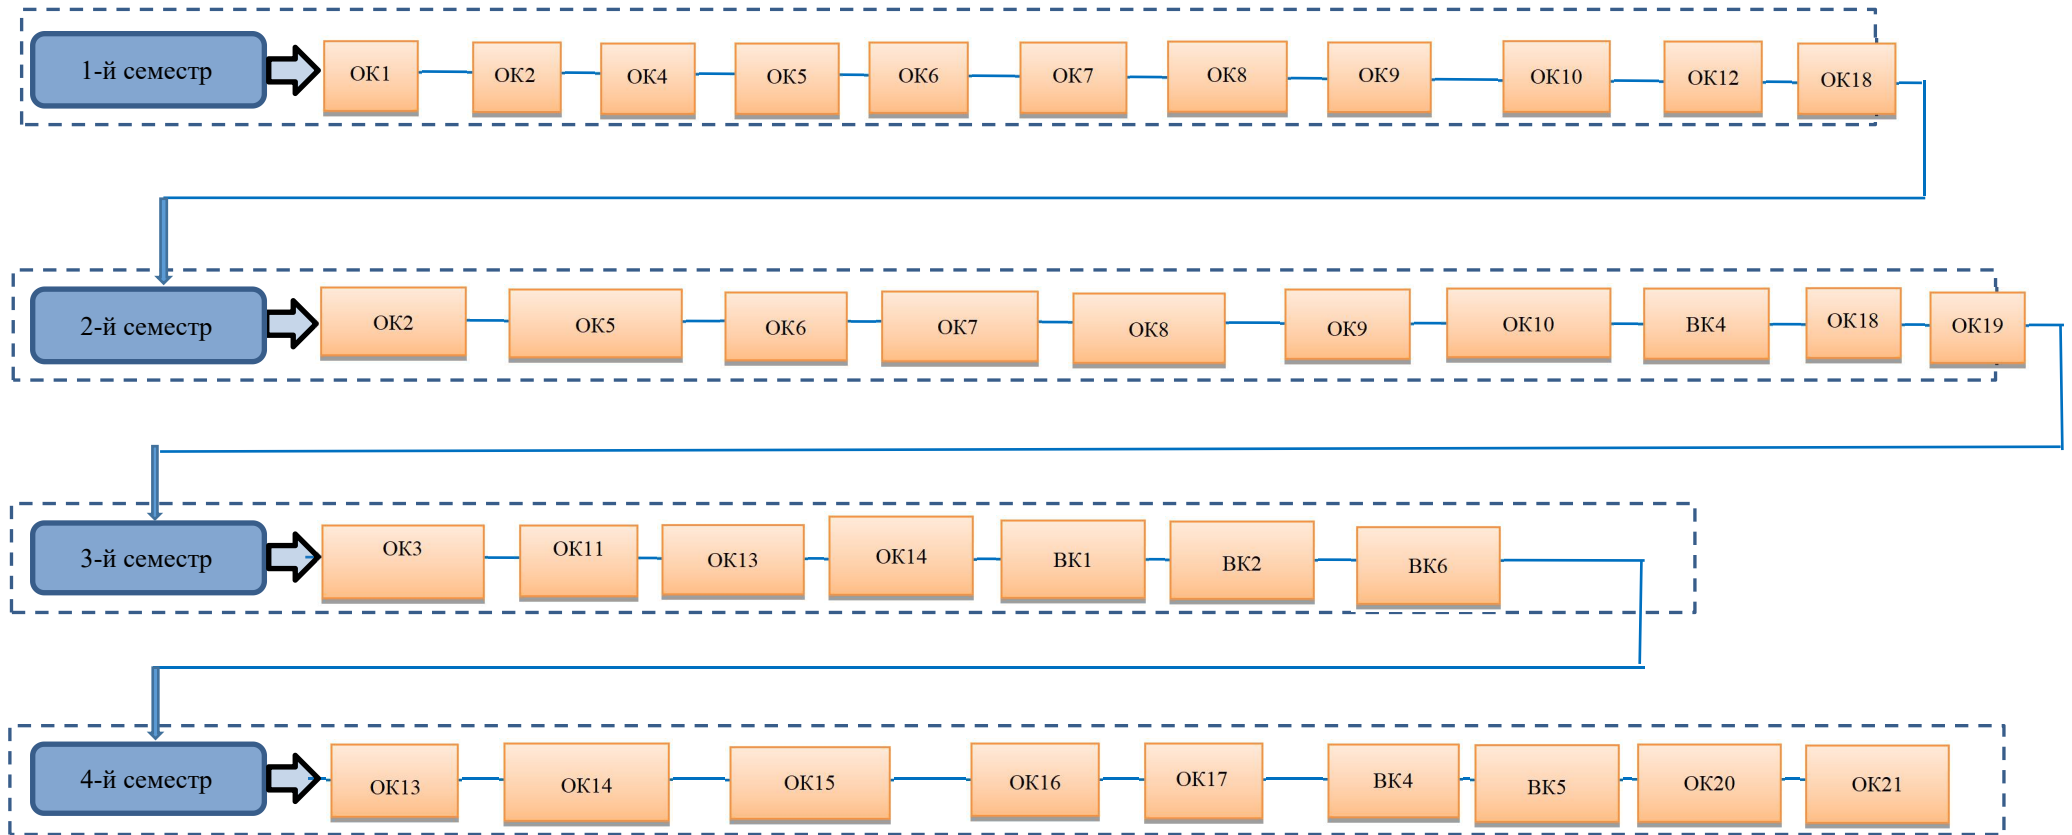 1-й семестр ОК1 ОК2 ОК4 ОК5 ОК6 ОК7 ОК8 ОК9 ОК10 ОК12 ОК18
2-й семестр ОК2 ОК5 ОК6 ОК7 ОК8 ОК9 ОК10 ВК4 ОК18 ОК19
3-й семестр ОК3 ОК11 ОК13 ОК14 ВК1 ВК2 ВК6
4-й семестр ОК13 ОК14 ОК15 ОК16 ОК17 ВК4 ВК5 ОК20 ОК21